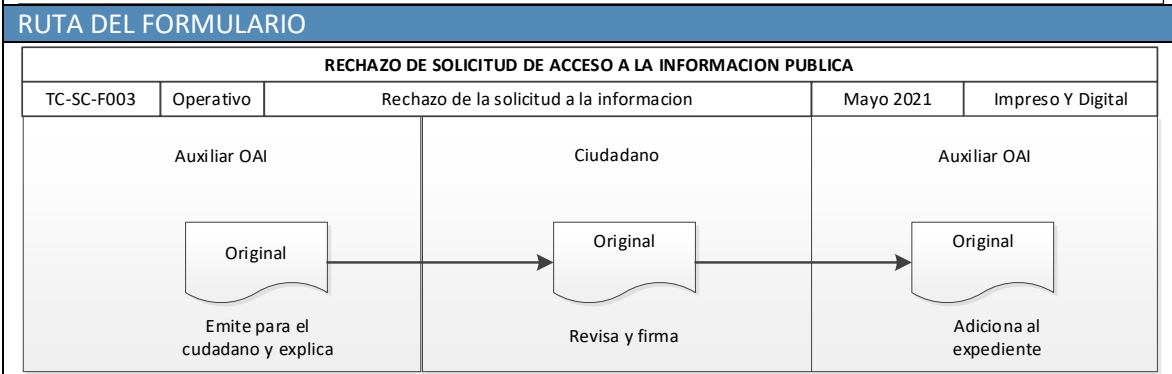 RUTA DEL FORMULARIO
RECHAZO DE SOLICITUD DE ACCESO A LA INFORMACION PUBLICA
TC-SC-F003 Operativo Rechazo de la solicitud a la informacion Mayo 2021 Impreso Y Digital
Auxiliar OAI Ciudadano Auxiliar OAI
Original Original Original
Emite para el
cudadano y explica
Revisa y firma
Adiciona al
expediente